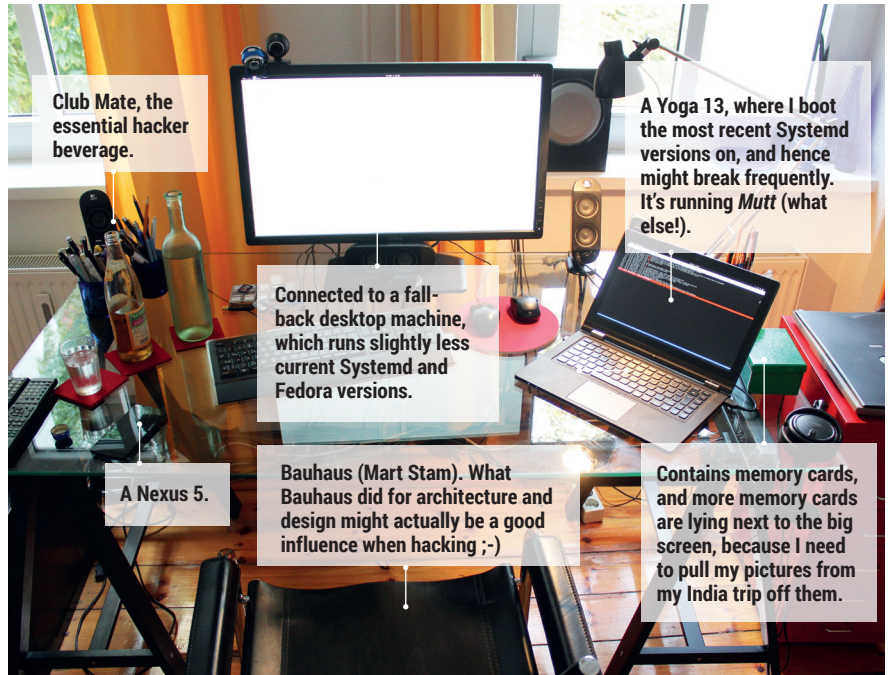 Club Mate, the
essential hacker
beverage.
A Yoga 13, where I boot
the most recent Systemd
versions on, and hence
might break frequently.
It’s running Mutt (what
else!).
Connected to a fall-
back desktop machine,
which runs slightly less
current Systemd and
Fedora versions.
A Nexus 5.
Bauhaus (Mart Stam). What
Bauhaus did for architecture and
design might actually be a good
influence when hacking ;-)
Contains memory cards,
and more memory cards
are lying next to the big
screen, because I need
to pull my pictures from
my India trip off them.